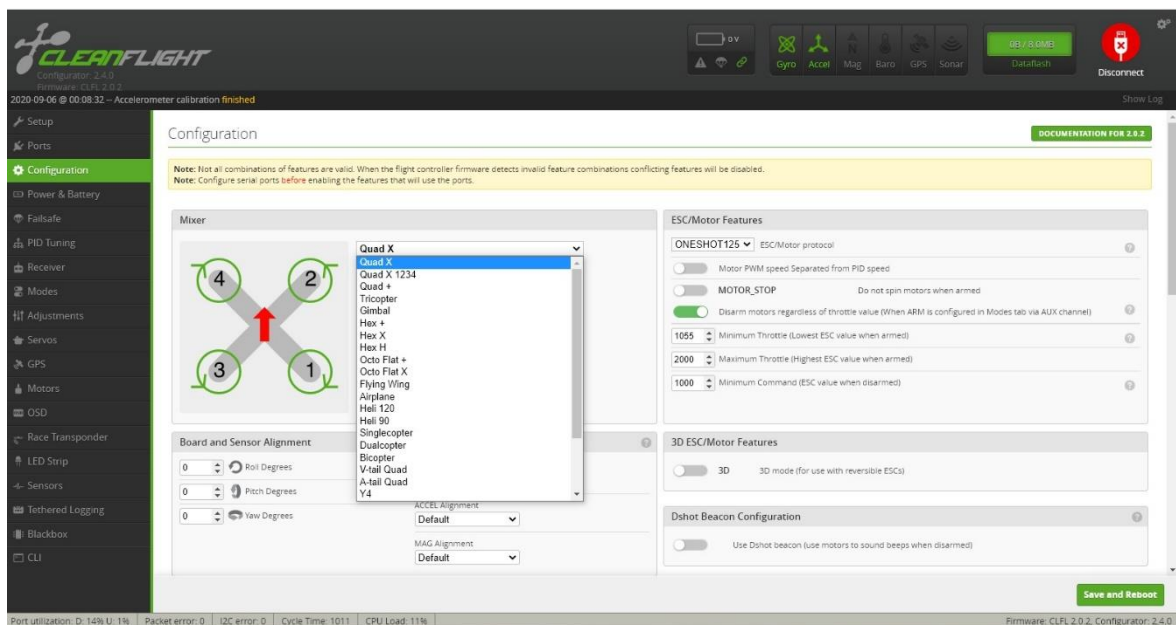 CLEANFLIGHT
Configurator: 2.4.0
Firmware: CLFL 2.0.2
0 V
Gyro
Accel
Mag
Baro
GPS
Sonar
0B / 8.0MB
Dataflash
Disconnect
2020-09-06 @ 00:08:32 -- Accelerometer calibration finished
Show Log
Setup
Ports
Configuration
Power & Battery
Failsafe
PID Tuning
Receiver
Modes
Adjustments
Servos
GPS
Motors
OSD
Race Transponder
LED Strip
Sensors
Tethered Logging
Blackbox
CLI
Configuration
DOCUMENTATION FOR 2.0.2
Note: Not all combinations of features are valid. When the flight controller firmware detects invalid feature combinations conflicting features will be disabled.
Note: Configure serial ports before enabling the features that will use the ports.
Mixer
4
2
3
1
Quad X
Quad X
Quad X 1234
Quad +
Tricopter
Gimbal
Hex +
Hex X
Hex H
Octo Flat +
Octo Flat X
Flying Wing
Airplane
Heli 120
Heli 90
Singlecopter
Dualcopter
Bicopter
V-tail Quad
A-tail Quad
Y4
ESC/Motor Features
ONESHOT125 ESC/Motor protocol
Motor PWM speed Separated from PID speed
MOTOR_STOP Do not spin motors when armed
Disarm motors regardless of throttle value (When ARM is configured in Modes tab via AUX channel)
1055 Minimum Throttle (Lowest ESC value when armed)
2000 Maximum Throttle (Highest ESC value when armed)
1000 Minimum Command (ESC value when disarmed)
Board and Sensor Alignment
0 Roll Degrees
0 Pitch Degrees
0 Yaw Degrees
ACCEL Alignment
Default
MAG Alignment
Default
3D ESC/Motor Features
3D 3D mode (for use with reversible ESCs)
Dshot Beacon Configuration
Use Dshot beacon (use motors to sound beeps when disarmed)
Save and Reboot
Port utilization: D: 14% U: 1%
Packet error: 0
I2C error: 0
Cycle Time: 1011
CPU Load: 11%
Firmware: CLFL 2.0.2, Configurator: 2.4.0